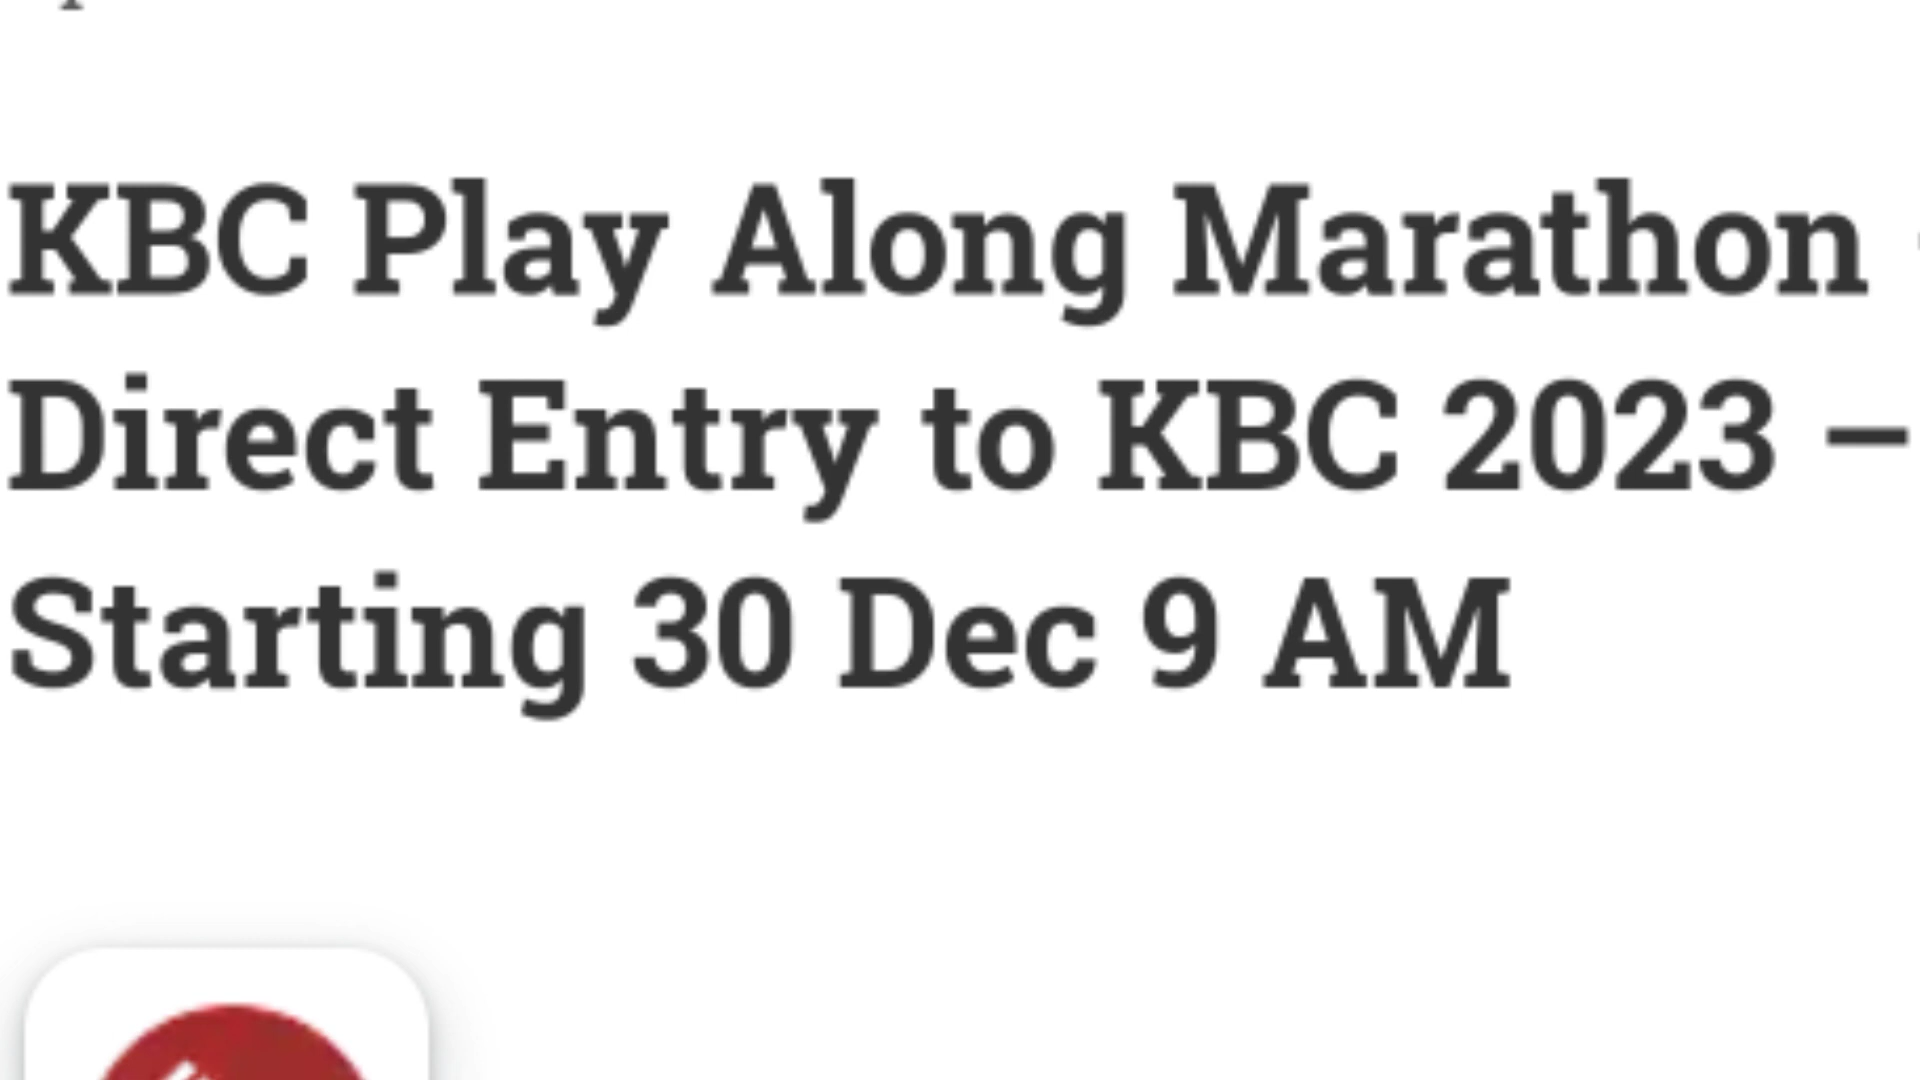 KBC Play Along Marathon -
Direct Entry to KBC 2023 –
Starting 30 Dec 9 AM